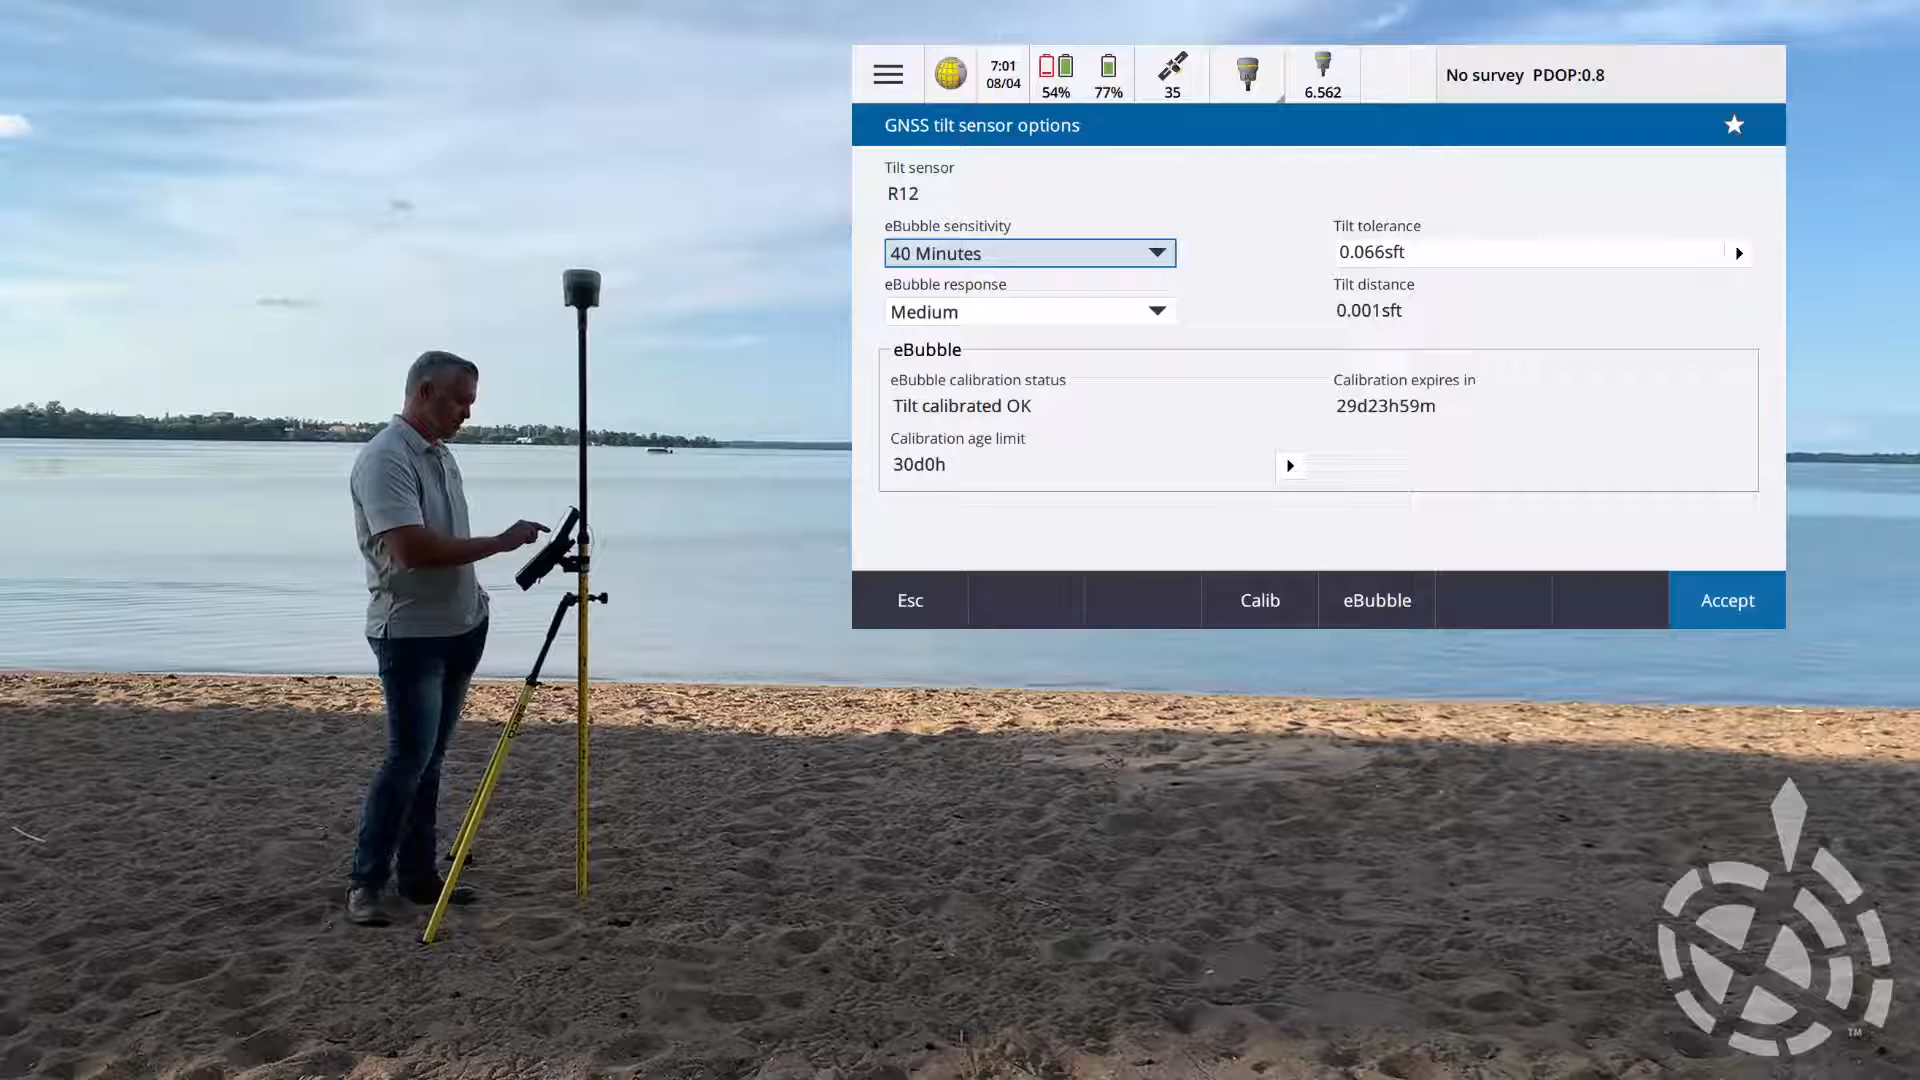 7:01
08/04
54%
77%
35
6.562
No survey PDOP:0.8
GNSS tilt sensor options
Tilt sensor
R12
eBubble sensitivity
40 Minutes
Tilt tolerance
0.066sft
eBubble response
Medium
Tilt distance
0.001sft
eBubble
eBubble calibration status
Tilt calibrated OK
Calibration expires in
29d23h59m
Calibration age limit
30d0h
Esc
Calib
eBubble
Accept
TM